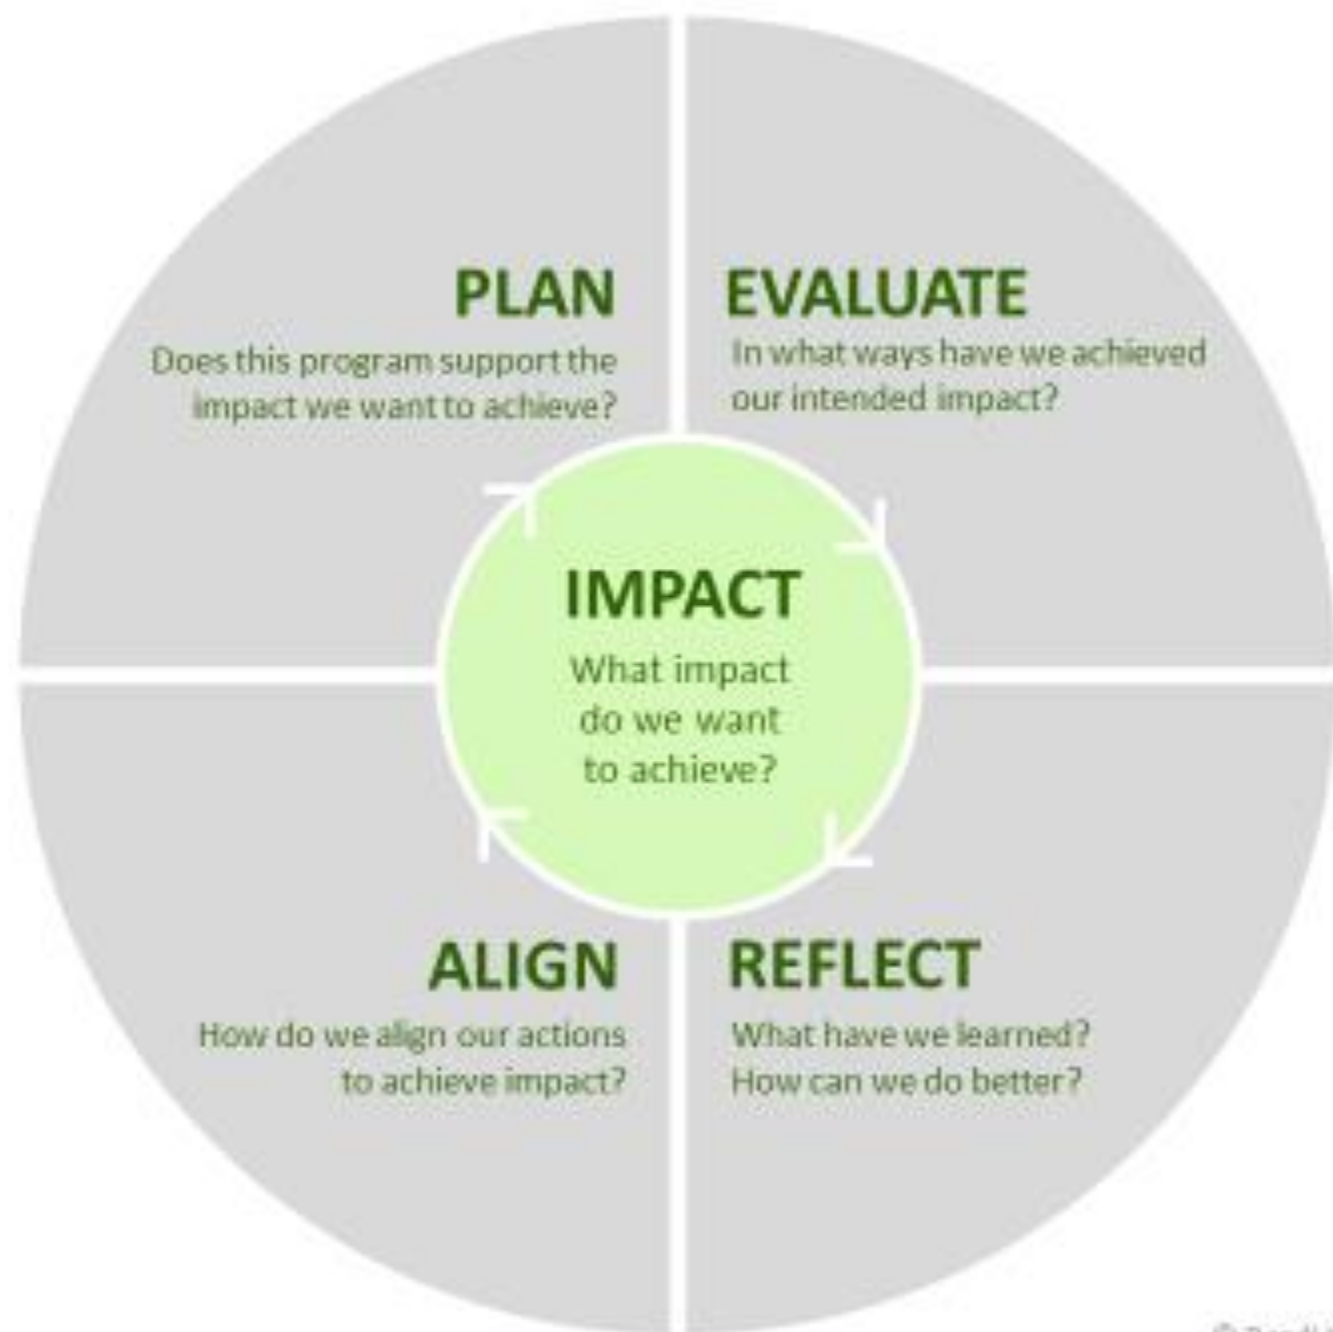 PLAN
Does this program support the
impact we want to achieve?
EVALUATE
In what ways have we achieved
our intended impact?
IMPACT
What impact
do we want
to achieve?
ALIGN
How do we align our actions
to achieve impact?
REFLECT
What have we learned?
How can we do better?
©